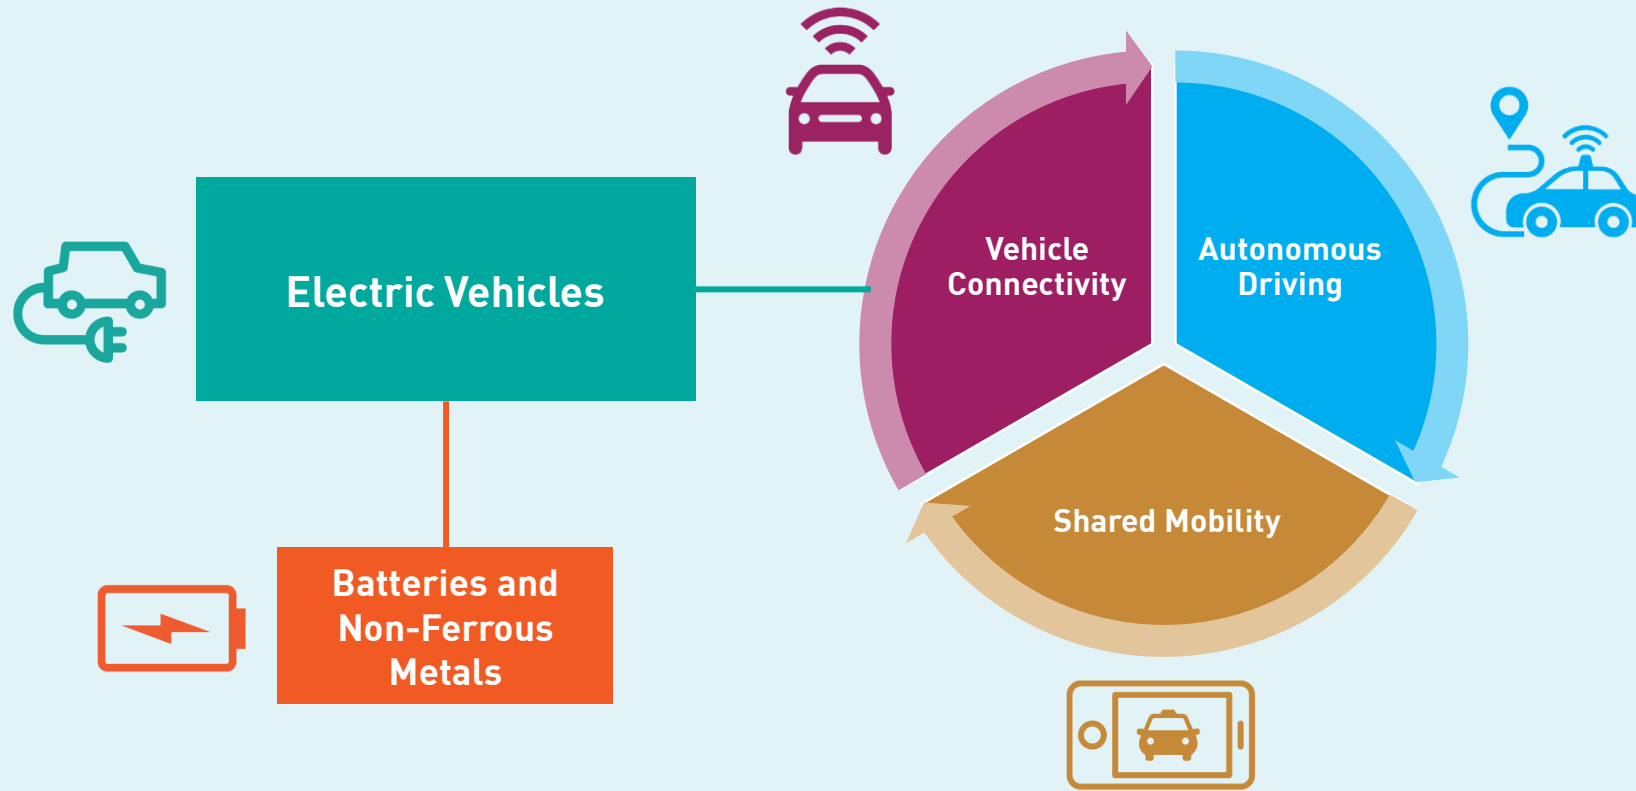 Electric Vehicles
Batteries and
Non-Ferrous
Metals
Vehicle
Connectivity
Autonomous
Driving
Shared Mobility